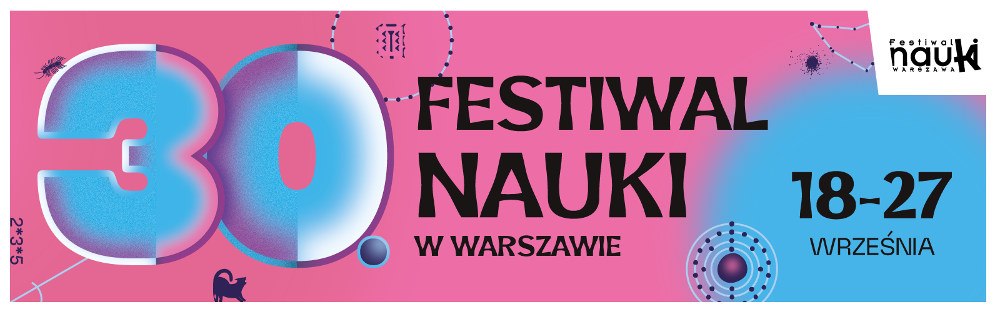 30
FESTIWAL
NAUKI
W WARSZAWIE
18-27
WRZEŚNIA
Festiwal
nauki
WARSZAWA
2*3*5